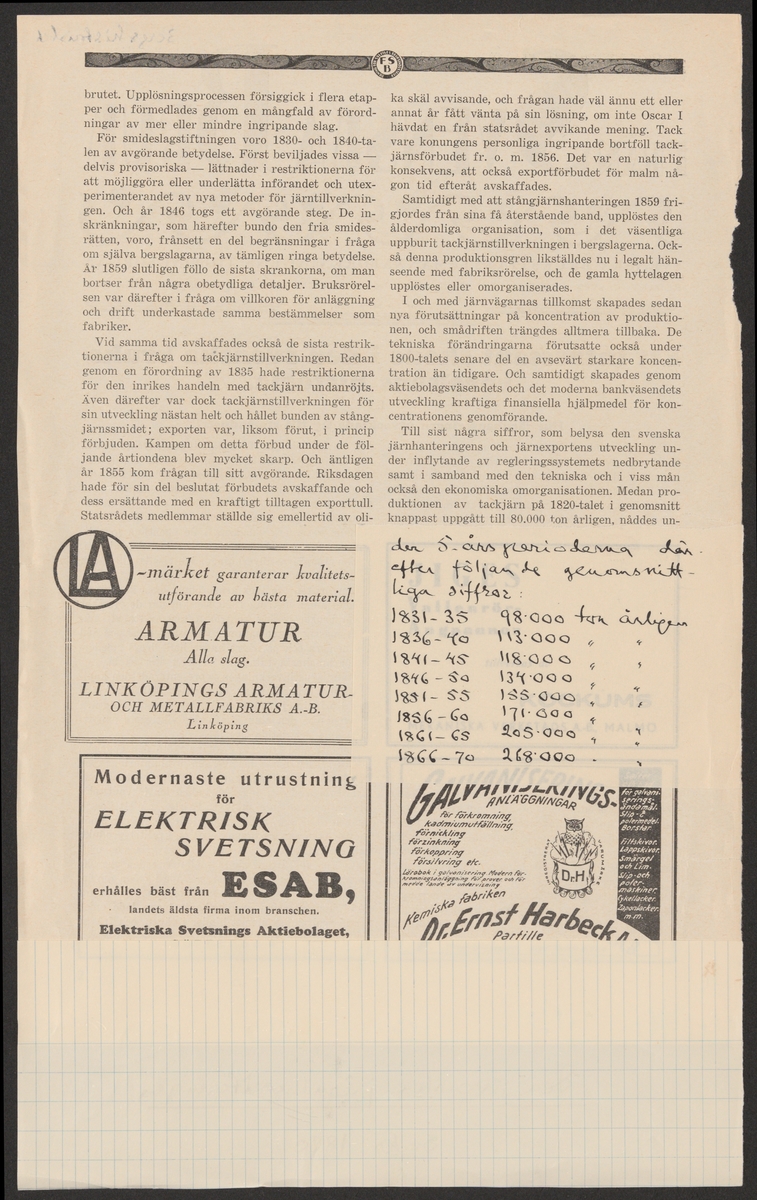 FS
B
brutet. Upplösningsprocessen försiggick i flera etap-
per och förmedlades genom en mångfald av förord-
ningar av mer eller mindre ingripande slag.
För smideslagstiftningen voro 1830- och 1840-ta-
len av avgörande betydelse. Först beviljades vissa —
delvis provisoriska — lättnader i restriktionerna för
att möjliggöra eller underlätta införandet och utex-
perimenterandet av nya metoder för järntillverknin-
gen. Och år 1846 togs ett avgörande steg. De in-
skränkningar, som härefter bundo den fria smides-
rätten, voro, frånsett en del begränsningar i fråga
om själva bergslagarna, av tämligen ringa betydelse.
År 1859 slutligen föllo de sista skrankorna, om man
bortser från några obetydliga detaljer. Bruksrörel-
sen var därefter i fråga om villkoren för anläggning
och drift underkastade samma bestämmelser som
fabriker.
Vid samma tid avskaffades också de sista restrik-
tionerna i fråga om tackjärnstillverkningen. Redan
genom en förordning av 1835 hade restriktionerna
för den inrikes handeln med tackjärn undanröjts.
Även därefter var dock tackjärnstillverkningen för
sin utveckling nästan helt och hållet bunden av stång-
järnssmidet; exporten var, liksom förut, i princip
förbjuden. Kampen om detta förbud under de föl-
jande årtiondena blev mycket skarp. Och äntligen
år 1855 kom frågan till sitt avgörande. Riksdagen
hade för sin del beslutat förbudets avskaffande och
dess ersättande med en kraftigt tilltagen exporttull.
Statsrådets medlemmar ställde sig emellertid av oli-
ka skäl avvisande, och frågan hade väl ännu ett eller
annat år fått vänta på sin lösning, om inte Oscar I
hävdat en från statsrådet avvikande mening. Tack
vare konungens personliga ingripande bortföll tack-
järnsförbudet fr. o. m. 1856. Det var en naturlig
konsekvens, att också exportförbudet för malm nå-
gon tid efteråt avskaffades.
Samtidigt med att stångjärnshanteringen 1859 fri-
gjordes från sina få återstående band, upplöstes den
ålderdomliga organisation, som i det väsentliga
uppburit tackjärnstillverkningen i bergslagerna. Ock-
så denna produktionsgren likställdes nu i legalt hän-
seende med fabriksrörelse, och de gamla hyttelagen
upplöstes eller omorganiserades.
I och med järnvägarnas tillkomst skapades sedan
nya förutsättningar på koncentration av produktio-
nen, och smådriften trängdes alltmera tillbaka. De
tekniska förändringarna förutsatte också under
1800-talets senare del en avsevärt starkare koncen-
tration än tidigare. Och samtidigt skapades genom
aktiebolagsväsendets och det moderna bankväsendets
utveckling kraftiga finansiella hjälpmedel för kon-
centrationens genomförande.
Till sist några siffror, som belysa den svenska
järnhanteringens och järnexportens utveckling un-
der inflytande av regleringssystemets nedbrytande
samt i samband med den tekniska och i viss mån
också den ekonomiska omorganisationen. Medan pro-
duktionen av tackjärn på 1820-talet i genomsnitt
knappast uppgått till 80.000 ton årligen, nåddes un-
der 5-årsperioderna där-
efter följande genomsnitt-
liga siffror:
1831-35 98.000 ton årligen
1836-40 113.000 " "
1841-45 118.000 " "
1846-50 134.000 " "
1851-55 155.000 " "
1856-60 171.000 "
1861-65 205.000 " "
1866-70 268.000 " "
LA
-märket garanterar kvalitets-
utförande av bästa material.
ARMATUR
Alla slag.
LINKÖPINGS ARMATUR-
OCH METALLFABRIKS A.-B.
Linköping
Modernaste utrustning
för
ELEKTRISK
SVETSNING
erhålles bäst från ESAB,
landets äldsta firma inom branschen.
Elektriska Svetsnings Aktiebolaget,
GALVANISERINGS-
ANLÄGGNINGAR
för förkromning,
kadmiumutfällning,
förnickling
förzinkning
förkoppring
försilvring etc.
Dr.H
för galvani-
serings-
ändamål.
Slip- o.
polermedel.
Borstar.
Filtskivor.
Lappskivor.
Smärgel
och Lim.
Slip- och
poler-
maskiner.
Zaponlacker.
m.m.
Kemiska fabriken
Dr. Ernst Harbeck
Partille